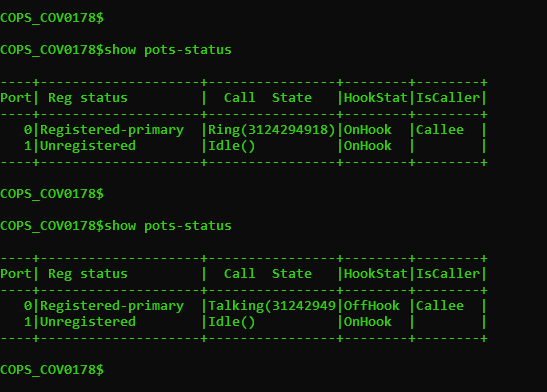 COPS_COV0178$
COPS_COV0178$show pots-status
----+--------------------+----------------+--------+--------+
Port| Reg status         |  Call  State   |HookStat|IsCaller|
----+--------------------+----------------+--------+--------+
   0|Registered-primary  |Ring(3124294918)|OnHook  |Callee  |
   1|Unregistered        |Idle()          |OnHook  |        |
----+--------------------+----------------+--------+--------+
COPS_COV0178$
COPS_COV0178$show pots-status
----+--------------------+----------------+--------+--------+
Port| Reg status         |  Call  State   |HookStat|IsCaller|
----+--------------------+----------------+--------+--------+
   0|Registered-primary  |Talking(31242949|OffHook |Callee  |
   1|Unregistered        |Idle()          |OnHook  |        |
----+--------------------+----------------+--------+--------+
COPS_COV0178$